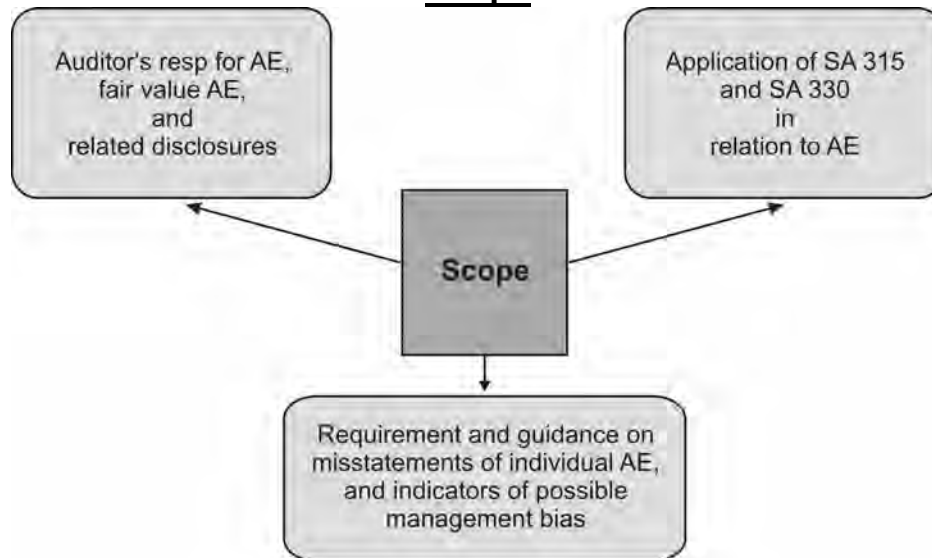 Auditor's resp for AE,
fair value AE,
and
related disclosures
Application of SA 315
and SA 330
in
relation to AE
Scope
Requirement and guidance on
misstatements of individual AE,
and indicators of possible
management bias